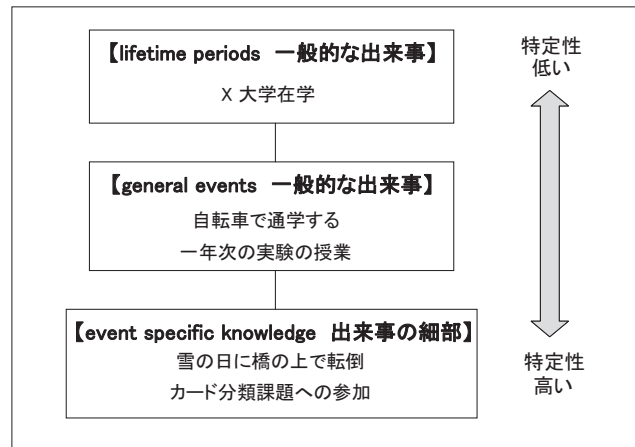 【lifetime periods 一般的な出来事】
X 大学在学
【general events 一般的な出来事】
自転車で通学する
一年次の実験の授業
【event specific knowledge 出来事の細部】
雪の日に橋の上で転倒
カード分類課題への参加
特定性
低い
特定性
高い